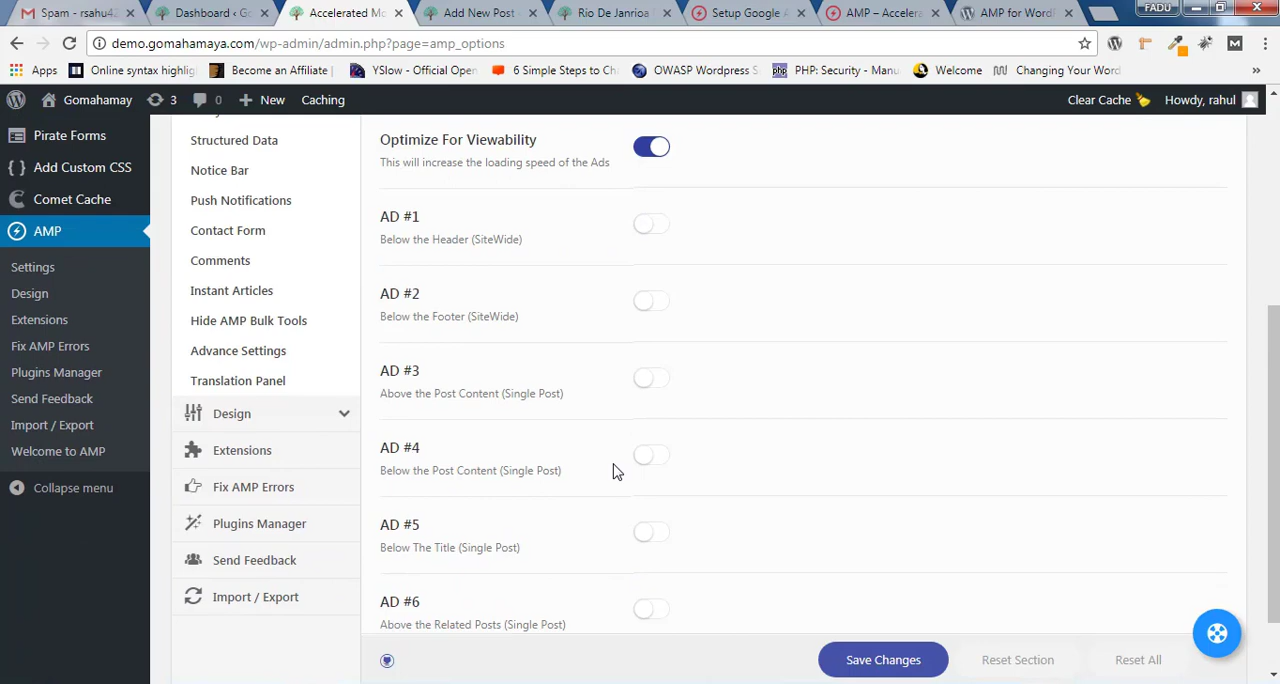 Spam - rsahu42
Dashboard ‹ G
Accelerated Mo
Add New Post
Rio De Janrioa
Setup Google A
AMP – Accelera
AMP for WordP
FADU
demo.gomahamaya.com/wp-admin/admin.php?page=amp_options
Apps
Online syntax highlig
Become an Affiliate
YSlow - Official Open
6 Simple Steps to Ch
OWASP Wordpress S
PHP: Security - Manu
Welcome
Changing Your Word
»
Gomahamaya
3
0
New
Caching
Clear Cache
Howdy, rahul
Pirate Forms
Add Custom CSS
Comet Cache
AMP
Settings
Design
Extensions
Fix AMP Errors
Plugins Manager
Send Feedback
Import / Export
Welcome to AMP
Collapse menu
Structured Data
Notice Bar
Push Notifications
Contact Form
Comments
Instant Articles
Hide AMP Bulk Tools
Advance Settings
Translation Panel
Design
Extensions
Fix AMP Errors
Plugins Manager
Send Feedback
Import / Export
Optimize For Viewability
This will increase the loading speed of the Ads
AD #1
Below the Header (SiteWide)
AD #2
Below the Footer (SiteWide)
AD #3
Above the Post Content (Single Post)
AD #4
Below the Post Content (Single Post)
AD #5
Below The Title (Single Post)
AD #6
Above the Related Posts (Single Post)
Save Changes
Reset Section
Reset All